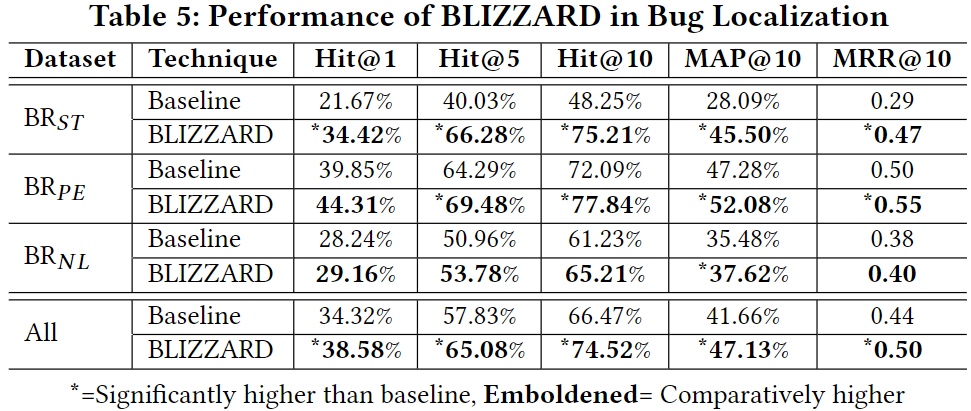 Table 5: Performance of BLIZZARD in Bug Localization
Dataset Technique Hit@1 Hit@5 Hit@10 MAP@10 MRR@10
BR_ST Baseline 21.67% 40.03% 48.25% 28.09% 0.29
BLIZZARD *34.42% *66.28% *75.21% *45.50% *0.47
BR_PE Baseline 39.85% 64.29% 72.09% 47.28% 0.50
BLIZZARD 44.31% *69.48% *77.84% *52.08% *0.55
BR_NL Baseline 28.24% 50.96% 61.23% 35.48% 0.38
BLIZZARD 29.16% 53.78% 65.21% *37.62% 0.40
All Baseline 34.32% 57.83% 66.47% 41.66% 0.44
BLIZZARD *38.58% *65.08% *74.52% *47.13% *0.50
*=Significantly higher than baseline, Emboldened= Comparatively higher